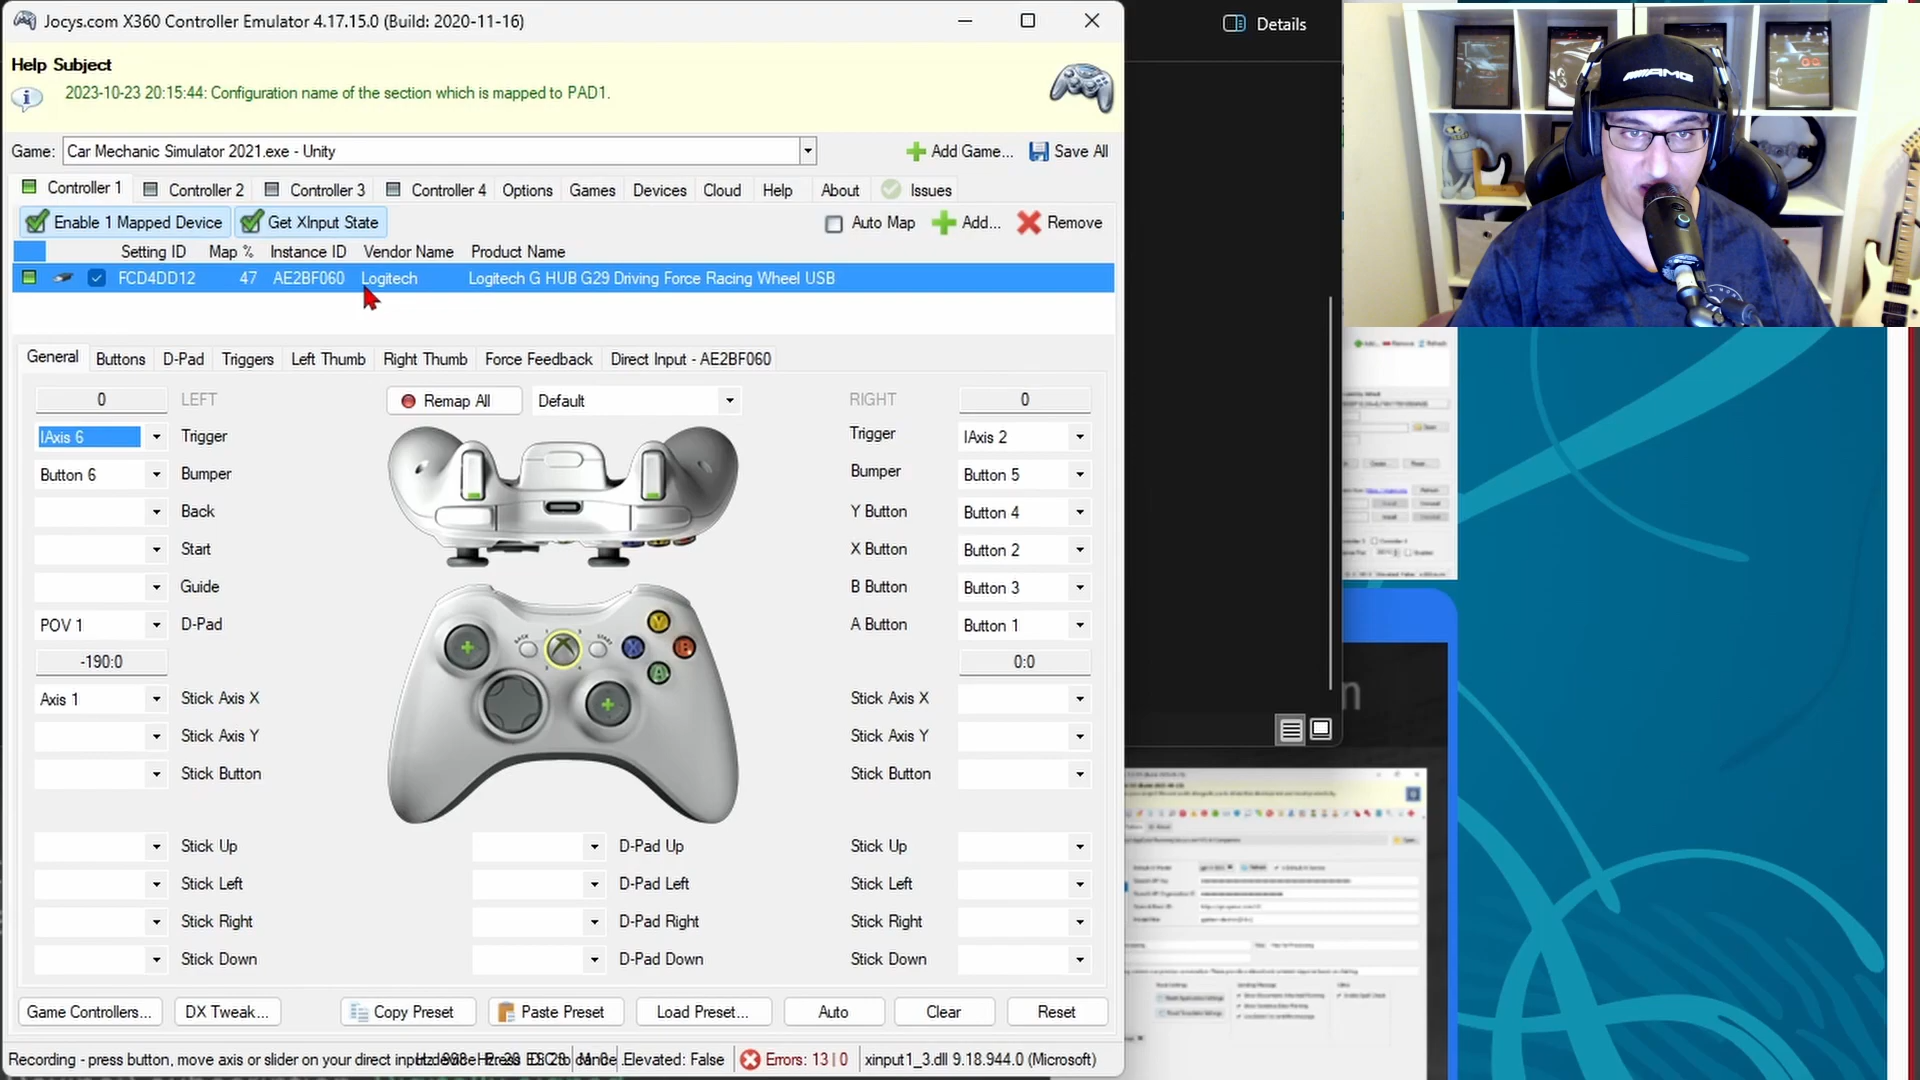 Jocys.com X360 Controller Emulator 4.17.15.0 (Build: 2020-11-16)
Details
AMG
Help Subject
2023-10-23 20:15:44: Configuration name of the section which is mapped to PAD1.
Game: Car Mechanic Simulator 2021.exe - Unity Add Game... Save All
Controller 1 Controller 2 Controller 3 Controller 4 Options Games Devices Cloud Help About Issues
Enable 1 Mapped Device Get XInput State Auto Map Add... Remove
Setting ID Map % Instance ID Vendor Name Product Name
FCD4DD12 47 AE2BF060 Logitech Logitech G HUB G29 Driving Force Racing Wheel USB
General Buttons D-Pad Triggers Left Thumb Right Thumb Force Feedback Direct Input - AE2BF060
0 LEFT Remap All Default RIGHT 0
IAxis 6 Trigger Trigger IAxis 2
Button 6 Bumper Bumper Button 5
Back Y Button Button 4
Start X Button Button 2
Guide B Button Button 3
POV 1 D-Pad A Button Button 1
BACK START
Y
X B
A
-190:0 0:0
Axis 1 Stick Axis X Stick Axis X
Stick Axis Y Stick Axis Y
Stick Button Stick Button
Stick Up D-Pad Up Stick Up
Stick Left D-Pad Left Stick Left
Stick Right D-Pad Right Stick Right
Stick Down D-Pad Down Stick Down
Game Controllers... DX Tweak... Copy Preset Paste Preset Load Preset... Auto Clear Reset
Recording - press button, move axis or slider on your direct input Elevated: False Errors: 13 | 0 xinput1_3.dll 9.18.944.0 (Microsoft)